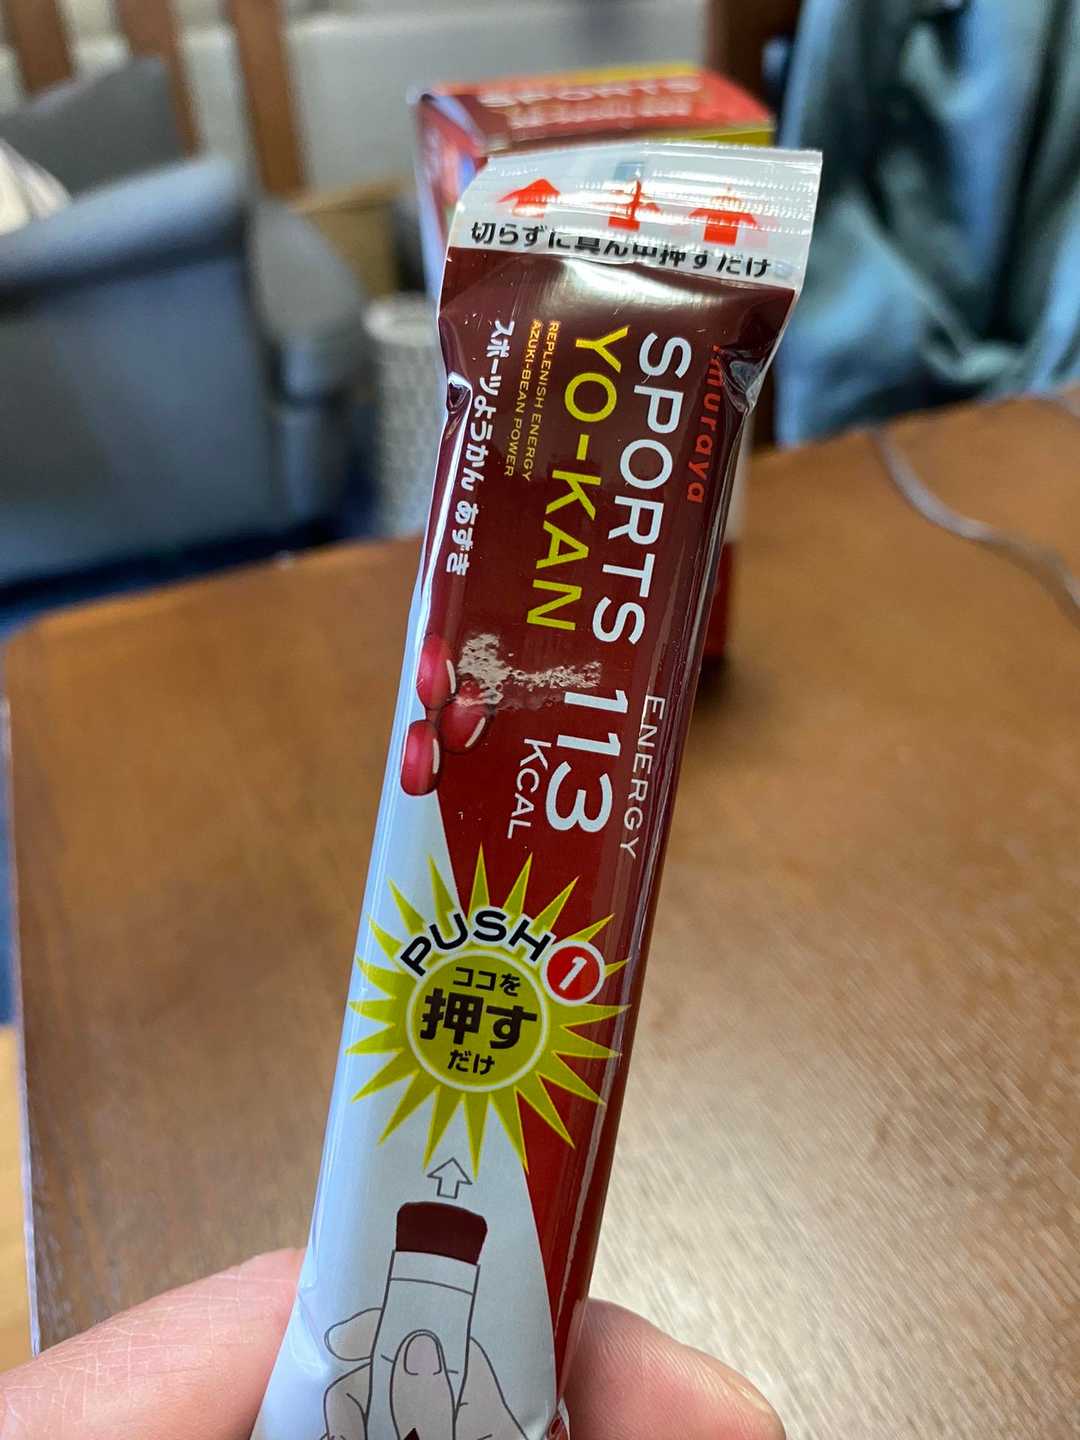 SPORTS
切らずに真ん中押すだけ
imuraya
SPORTS
YO-KAN
REPLENISH ENERGY
AZUKI-BEAN POWER
スポーツようかん あずき
ENERGY
113
KCAL
PUSH 1
ココを
押す
だけ